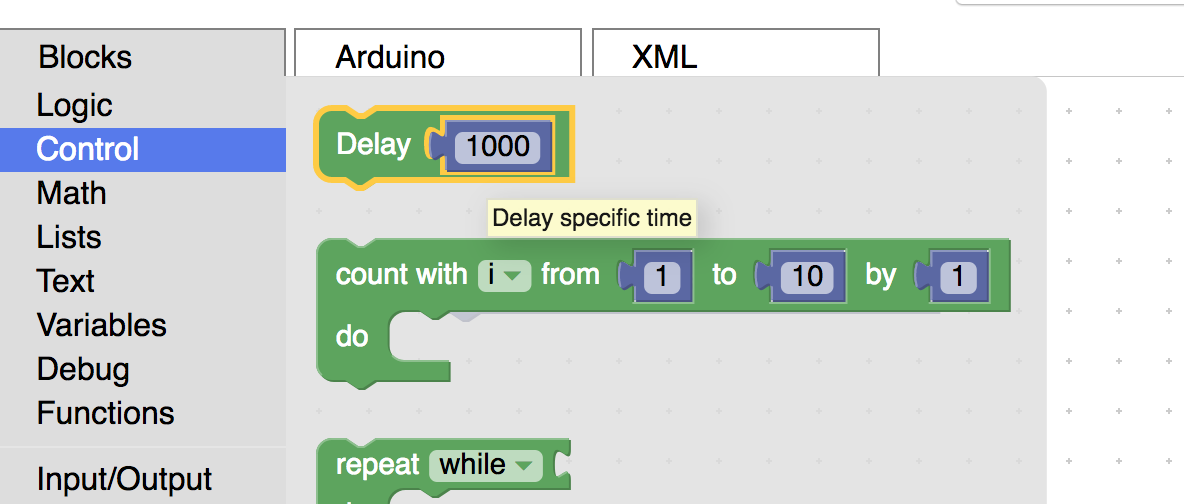 Blocks
Arduino
XML
Logic
Control
Math
Lists
Text
Variables
Debug
Functions
Input/Output
Delay 1000
Delay specific time
count with i from 1 to 10 by 1
do
repeat while